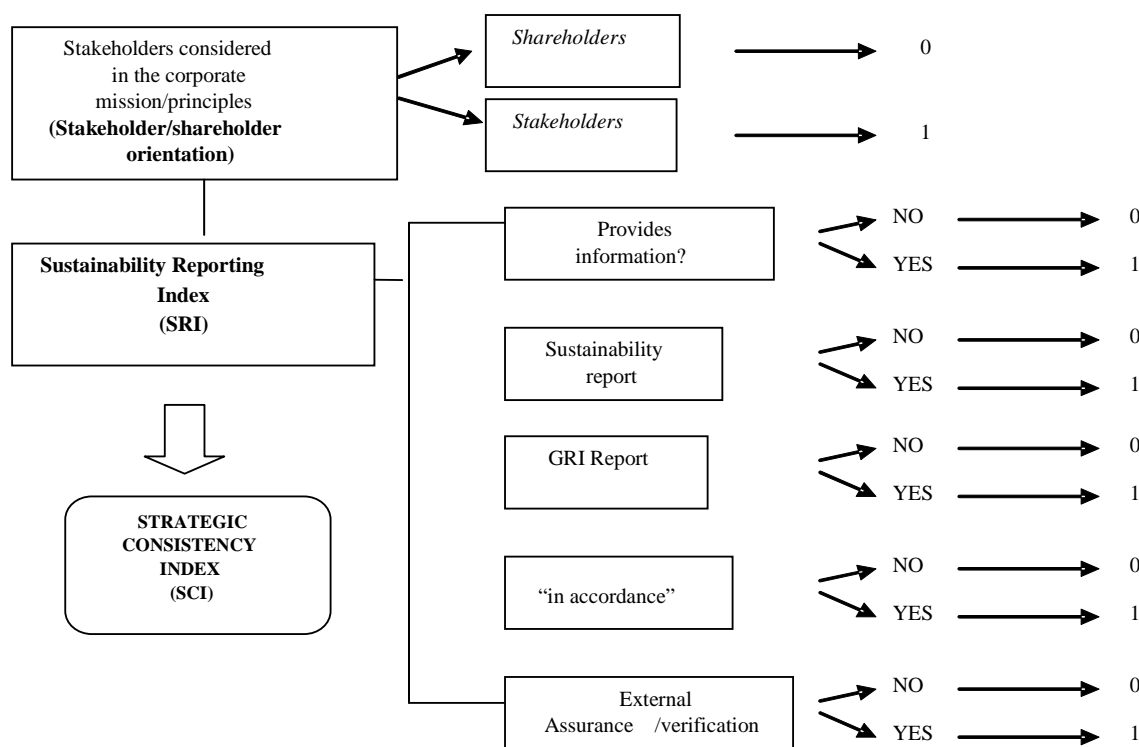 Stakeholders considered
in the corporate
mission/principles
(Stakeholder/shareholder
orientation)
Shareholders
0
Stakeholders
1
Sustainability Reporting
Index
(SRI)
STRATEGIC
CONSISTENCY
INDEX
(SCI)
Provides
information?
NO
0
YES
1
Sustainability
report
NO
0
YES
1
GRI Report
NO
0
YES
1
“in accordance”
NO
0
YES
1
External
Assurance /verification
NO
0
YES
1